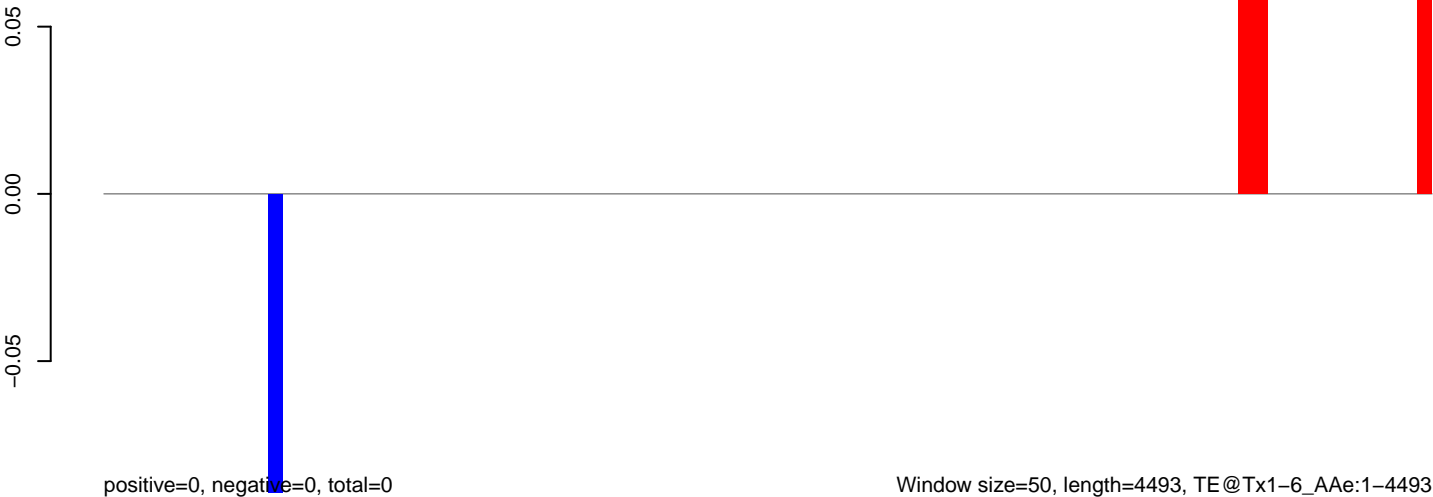 0.05
0.00
−0.05
positive=0, negative=0, total=0
Window size=50, length=4493, TE@Tx1−6_AAe:1−4493